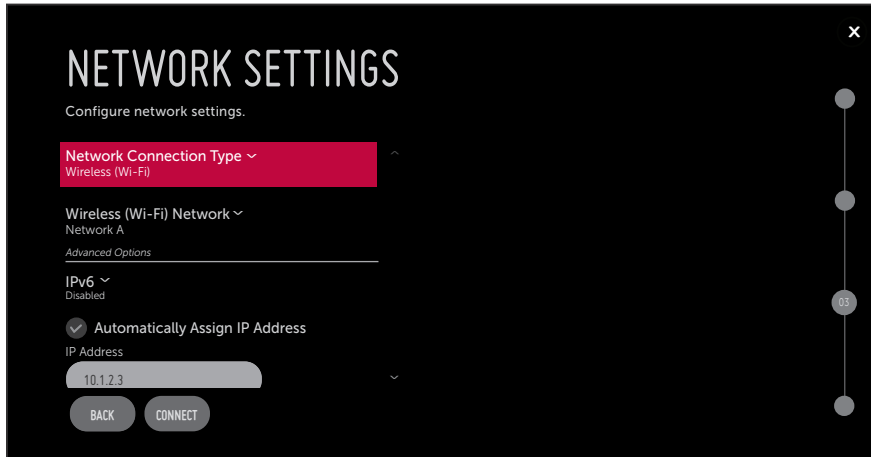 X
NETWORK SETTINGS
Configure network settings.
Network Connection Type
Wireless (Wi-Fi)
Wireless (Wi-Fi) Network
Network A
Advanced Options
IPv6
Disabled
Automatically Assign IP Address
IP Address
10.1.2.3
03
BACK CONNECT